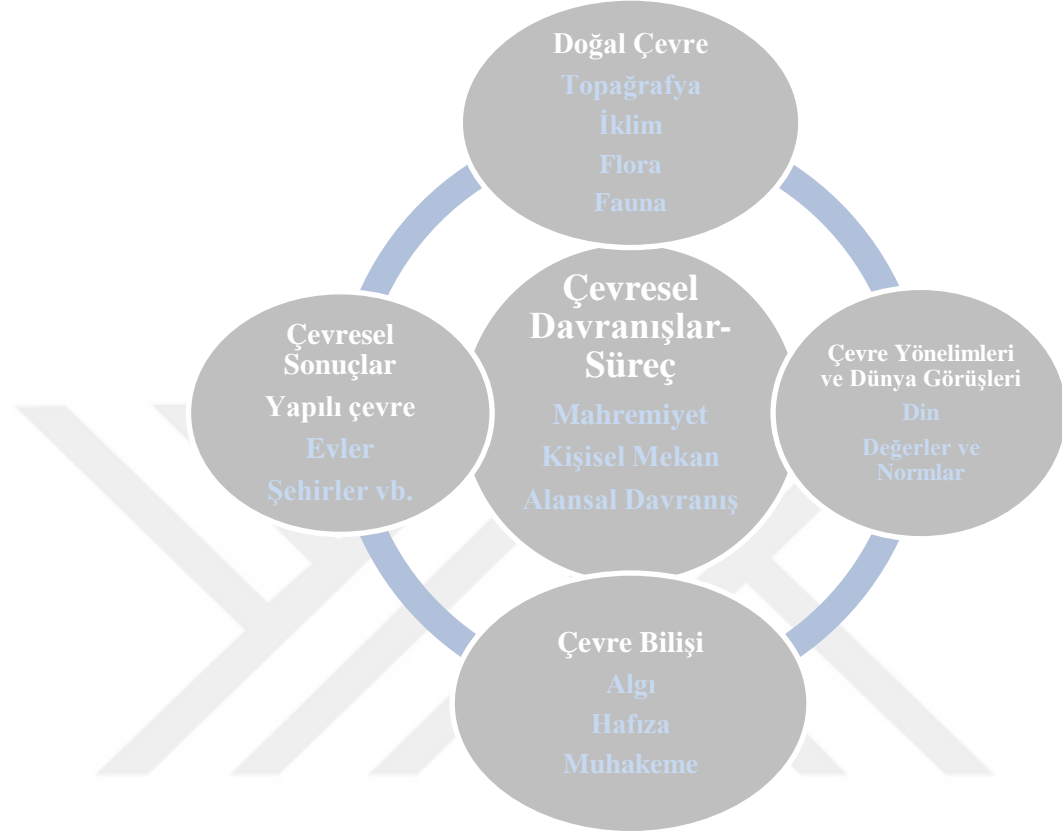 Doğal Çevre
Topağrafya
İklim
Flora
Fauna
Çevresel
Sonuçlar
Yapılı çevre
Evler
Şehirler vb.
Çevresel
Davranışlar-
Süreç
Mahremiyet
Kişisel Mekan
Alansal Davranış
Çevre Yönelimleri
ve Dünya Görüşleri
Din
Değerler ve
Normlar
Çevre Bilişi
Algı
Hafıza
Muhakeme